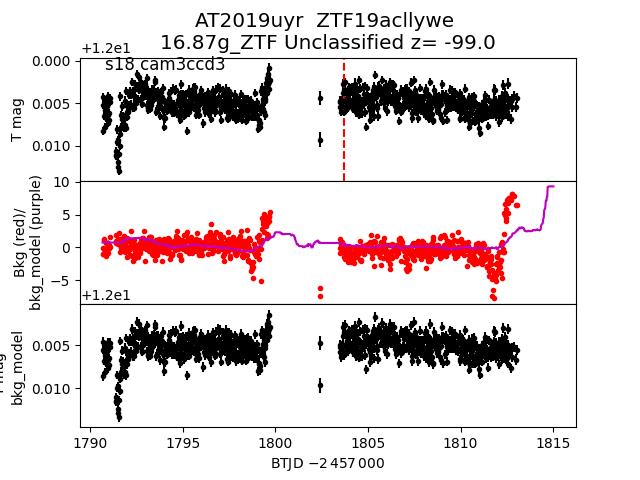 AT2019uyr ZTF19acllywe
16.87g_ZTF Unclassified z= -99.0
+1.2e1
s18 cam3ccd3
0.000
0.005
0.010
T mag
10
5
0
−5
Bkg (red)/
bkg_model (purple)
+1.2e1
0.005
0.010
T mag
bkg_model
1790
1795
1800
1805
1810
1815
BTJD −2 457 000